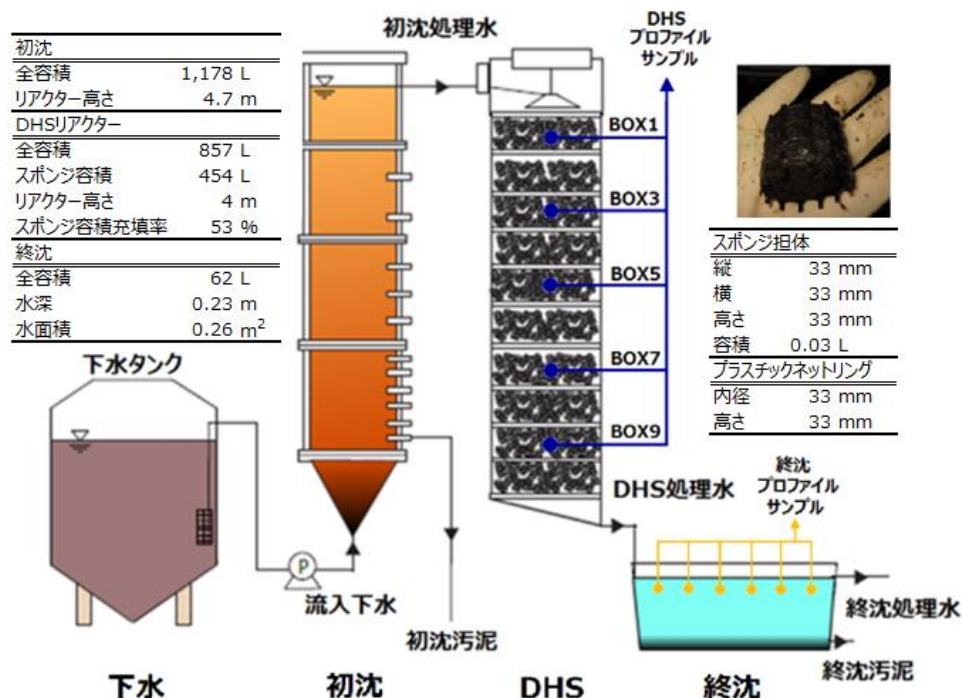 初沈
全容積 1,178 L
リアクター高さ 4.7 m
DHSリアクター
全容積 857 L
スポンジ容積 454 L
リアクター高さ 4 m
スポンジ容積充填率 53 %
終沈
全容積 62 L
水深 0.23 m
水面積 0.26 m²
初沈処理水
DHS
プロファイル
サンプル
BOX1
BOX3
BOX5
BOX7
BOX9
スポンジ担体
縦 33 mm
横 33 mm
高さ 33 mm
容積 0.03 L
プラスチックネットリング
内径 33 mm
高さ 33 mm
下水タンク
P
流入下水
初沈汚泥
DHS処理水
終沈
プロファイル
サンプル
終沈処理水
終沈汚泥
下水
初沈
DHS
終沈